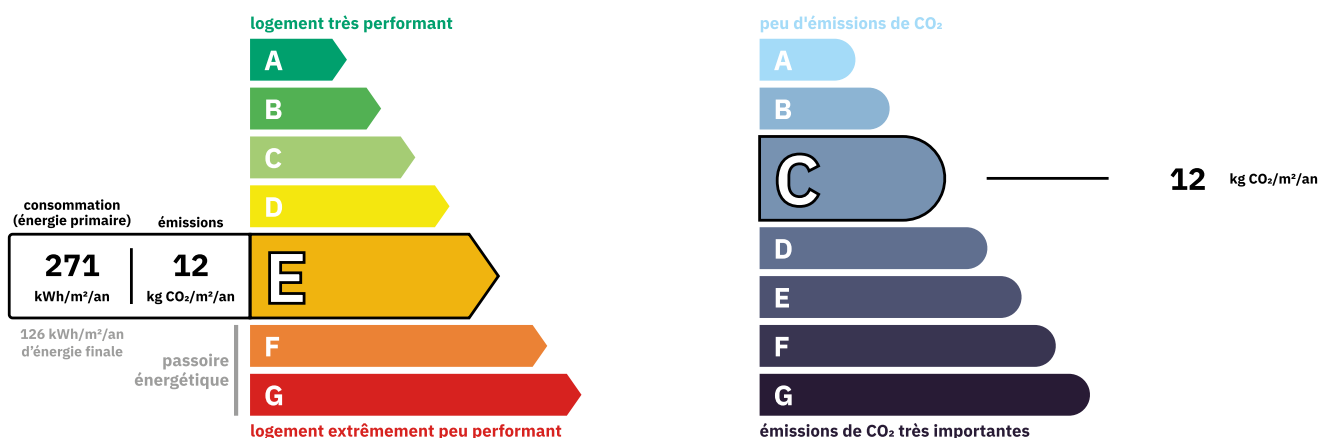 logement très performant
A
B
C
D
consommation
(énergie primaire)
émissions
271
kWh/m²/an
12
kg CO₂/m²/an
E
126 kWh/m²/an
d'énergie finale
passoire
énergétique
F
G
logement extrêmement peu performant
peu d'émissions de CO₂
A
B
C
12 kg CO₂/m²/an
D
E
F
G
émissions de CO₂ très importantes